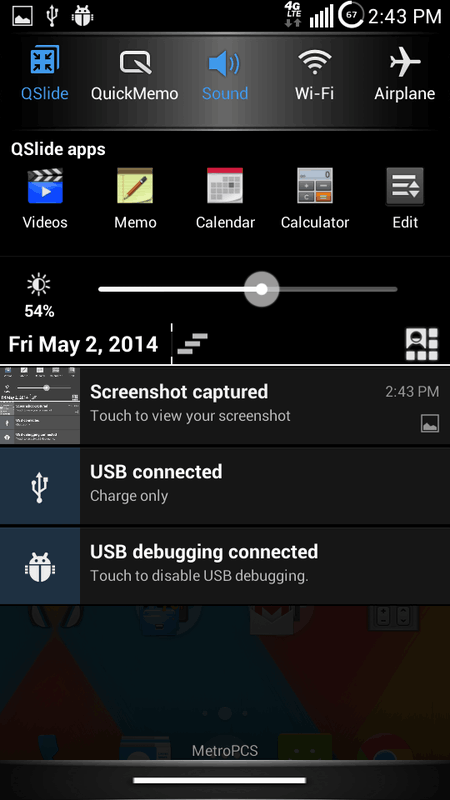 4G
LTE
67
2:43 PM
QSlide
QuickMemo
Sound
Wi-Fi
Airplane
QSlide apps
Videos
Memo
Calendar
Calculator
Edit
54%
Fri May 2, 2014
Screenshot captured
2:43 PM
Touch to view your screenshot
USB connected
Charge only
USB debugging connected
Touch to disable USB debugging.
MetroPCS